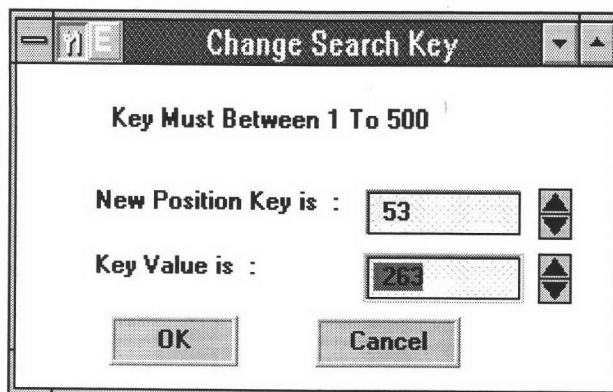 Change Search Key
Key Must Between 1 To 500
New Position Key is : 53
Key Value is : 263
OK Cancel